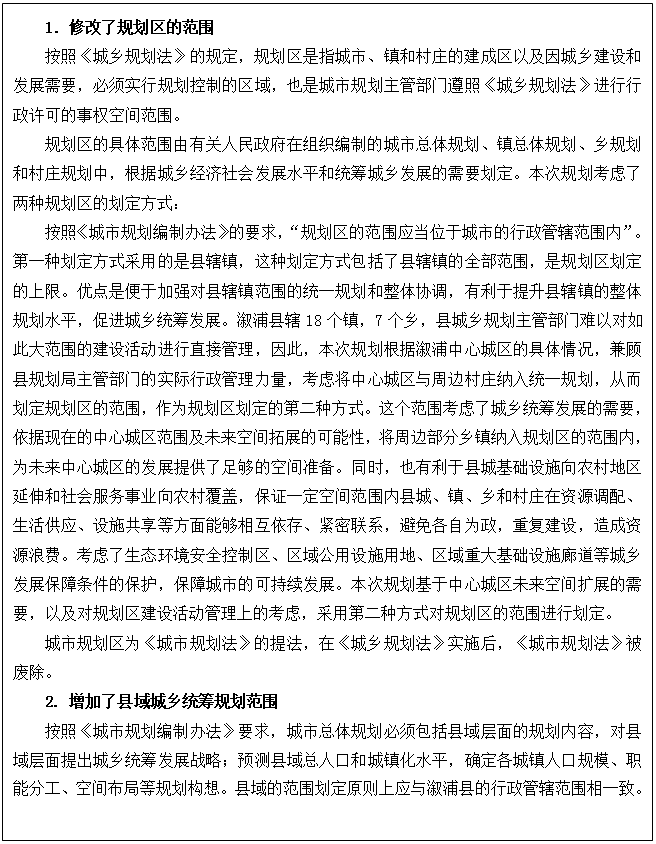 1. 修改了规划区的范围
按照《城乡规划法》的规定，规划区是指城市、镇和村庄的建成区以及因城乡建设和
发展需要，必须实行规划控制的区域，也是城市规划主管部门遵照《城乡规划法》进行行
政许可的事权空间范围。
规划区的具体范围由有关人民政府在组织编制的城市总体规划、镇总体规划、乡规划
和村庄规划中，根据城乡经济社会发展水平和统筹城乡发展的需要划定。本次规划考虑了
两种规划区的划定方式：
按照《城市规划编制办法》的要求，“规划区的范围应当位于城市的行政管辖范围内”。
第一种划定方式采用的是县辖镇，这种划定方式包括了县辖镇的全部范围，是规划区划定
的上限。优点是便于加强对县辖镇范围的统一规划和整体协调，有利于提升县辖镇的整体
规划水平，促进城乡统筹发展。溆浦县辖 18 个镇，7 个乡，县城乡规划主管部门难以对如
此大范围的建设活动进行直接管理，因此，本次规划根据溆浦中心城区的具体情况，兼顾
县规划局主管部门的实际行政管理力量，考虑将中心城区与周边村庄纳入统一规划，从而
划定规划区的范围，作为规划区划定的第二种方式。这个范围考虑了城乡统筹发展的需要，
依据现在的中心城区范围及未来空间拓展的可能性，将周边部分乡镇纳入规划区的范围内，
为未来中心城区的发展提供了足够的空间准备。同时，也有利于县城基础设施向农村地区
延伸和社会服务事业向农村覆盖，保证一定空间范围内县城、镇、乡和村庄在资源调配、
生活供应、设施共享等方面能够相互依存、紧密联系，避免各自为政，重复建设，造成资
源浪费。考虑了生态环境安全控制区、区域公用设施用地、区域重大基础设施廊道等城乡
发展保障条件的保护，保障城市的可持续发展。本次规划基于中心城区未来空间扩展的需
要，以及对规划区建设活动管理上的考虑，采用第二种方式对规划区的范围进行划定。
城市规划区为《城市规划法》的提法，在《城乡规划法》实施后，《城市规划法》被
废除。
2. 增加了县域城乡统筹规划范围
按照《城市规划编制办法》要求，城市总体规划必须包括县域层面的规划内容，对县
域层面提出城乡统筹发展战略；预测县域总人口和城镇化水平，确定各城镇人口规模、职
能分工、空间布局等规划构想。县域的范围划定原则上应与溆浦县的行政管辖范围相一致。